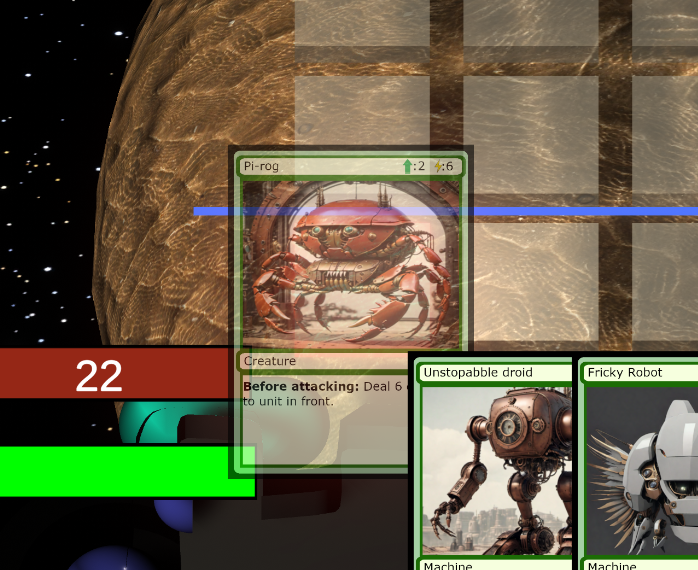 Pi-rog :2 :6
22
Creature
Before attacking: Deal 6
to unit in front.
Unstopabble droid
Fricky Robot
Machine
Machine